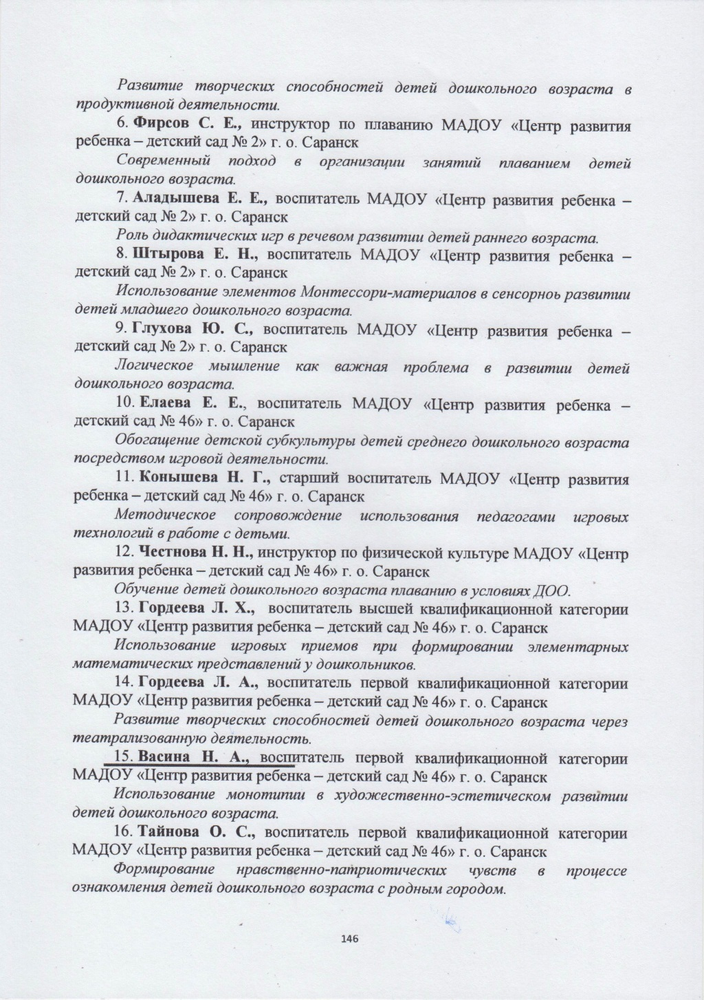 Развитие творческих способностей детей дошкольного возраста в
продуктивной деятельности.
6. Фирсов С. Е., инструктор по плаванию МАДОУ «Центр развития
ребенка – детский сад № 2» г. о. Саранск
Современный подход в организации занятий плаванием детей
дошкольного возраста.
7. Аладышева Е. Е., воспитатель МАДОУ «Центр развития ребенка –
детский сад № 2» г. о. Саранск
Роль дидактических игр в речевом развитии детей раннего возраста.
8. Штырова Е. Н., воспитатель МАДОУ «Центр развития ребенка –
детский сад № 2» г. о. Саранск
Использование элементов Монтессори-материалов в сенсорноь развитии
детей младшего дошкольного возраста.
9. Глухова Ю. С., воспитатель МАДОУ «Центр развития ребенка –
детский сад № 2» г. о. Саранск
Логическое мышление как важная проблема в развитии детей
дошкольного возраста.
10. Елаева Е. Е., воспитатель МАДОУ «Центр развития ребенка –
детский сад № 46» г. о. Саранск
Обогащение детской субкультуры детей среднего дошкольного возраста
посредством игровой деятельности.
11. Конышева Н. Г., старший воспитатель МАДОУ «Центр развития
ребенка – детский сад № 46» г. о. Саранск
Методическое сопровождение использования педагогами игровых
технологий в работе с детьми.
12. Честнова Н. Н., инструктор по физической культуре МАДОУ «Центр
развития ребенка – детский сад № 46» г. о. Саранск
Обучение детей дошкольного возраста плаванию в условиях ДОО.
13. Гордеева Л. Х., воспитатель высшей квалификационной категории
МАДОУ «Центр развития ребенка – детский сад № 46» г. о. Саранск
Использование игровых приемов при формировании элементарных
математических представлений у дошкольников.
14. Гордеева Л. А., воспитатель первой квалификационной категории
МАДОУ «Центр развития ребенка – детский сад № 46» г. о. Саранск
Развитие творческих способностей детей дошкольного возраста через
театрализованную деятельность.
15. Васина Н. А., воспитатель первой квалификационной категории
МАДОУ «Центр развития ребенка – детский сад № 46» г. о. Саранск
Использование монотипии в художественно-эстетическом развитии
детей дошкольного возраста.
16. Тайнова О. С., воспитатель первой квалификационной категории
МАДОУ «Центр развития ребенка – детский сад № 46» г. о. Саранск
Формирование нравственно-патриотических чувств в процессе
ознакомления детей дошкольного возраста с родным городом.
146